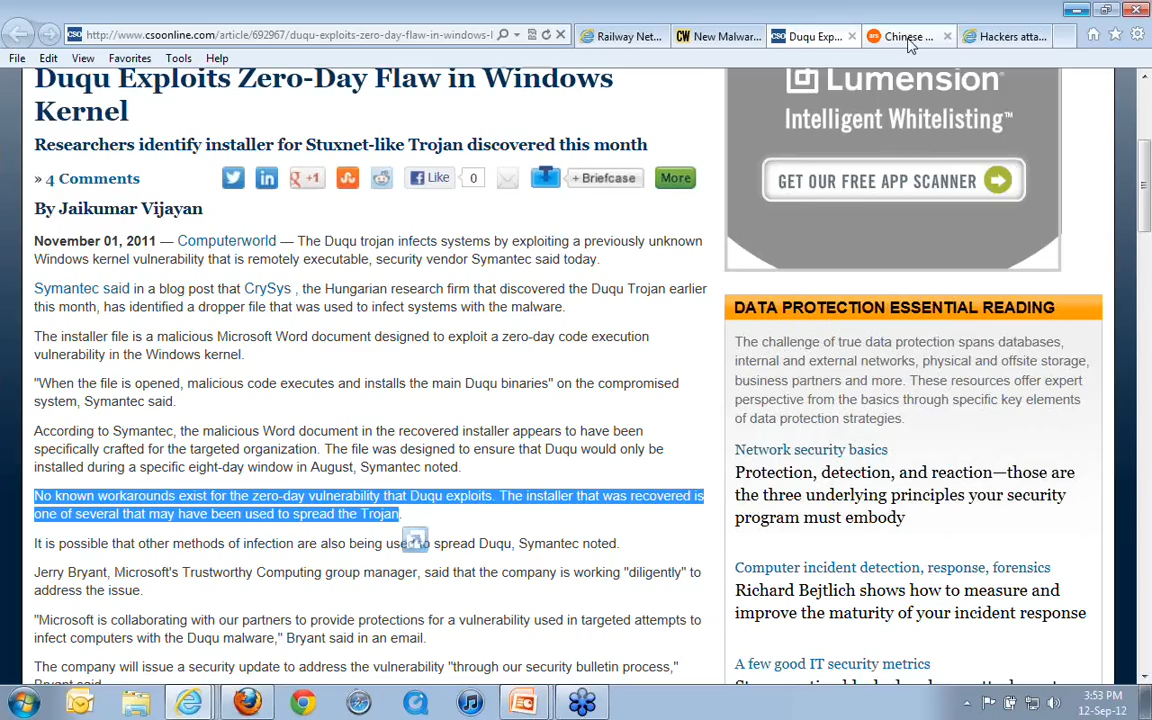 http://www.csoonline.com/article/692967/duqu-exploits-zero-day-flaw-in-windows-l
Railway Net...
CW New Malwar...
CSO Duqu Exp...
ars Chinese ...
Hackers atta...
File Edit View Favorites Tools Help
Duqu Exploits Zero-Day Flaw in Windows
Kernel
Researchers identify installer for Stuxnet-like Trojan discovered this month
» 4 Comments
g +1
Like
0
+ Briefcase
More
By Jaikumar Vijayan
November 01, 2011 — Computerworld — The Duqu trojan infects systems by exploiting a previously unknown
Windows kernel vulnerability that is remotely executable, security vendor Symantec said today.
Symantec said in a blog post that CrySys , the Hungarian research firm that discovered the Duqu Trojan earlier
this month, has identified a dropper file that was used to infect systems with the malware.
The installer file is a malicious Microsoft Word document designed to exploit a zero-day code execution
vulnerability in the Windows kernel.
"When the file is opened, malicious code executes and installs the main Duqu binaries" on the compromised
system, Symantec said.
According to Symantec, the malicious Word document in the recovered installer appears to have been
specifically crafted for the targeted organization. The file was designed to ensure that Duqu would only be
installed during a specific eight-day window in August, Symantec noted.
No known workarounds exist for the zero-day vulnerability that Duqu exploits. The installer that was recovered is
one of several that may have been used to spread the Trojan.
It is possible that other methods of infection are also being used to spread Duqu, Symantec noted.
Jerry Bryant, Microsoft's Trustworthy Computing group manager, said that the company is working "diligently" to
address the issue.
"Microsoft is collaborating with our partners to provide protections for a vulnerability used in targeted attempts to
infect computers with the Duqu malware," Bryant said in an email.
The company will issue a security update to address the vulnerability "through our security bulletin process,"
Bryant said
Lumension
Intelligent Whitelisting™
GET OUR FREE APP SCANNER
DATA PROTECTION ESSENTIAL READING
The challenge of true data protection spans databases,
internal and external networks, physical and offsite storage,
business partners and more. These resources offer expert
perspective from the basics through specific key elements
of data protection strategies.
Network security basics
Protection, detection, and reaction—those are
the three underlying principles your security
program must embody
Computer incident detection, response, forensics
Richard Bejtlich shows how to measure and
improve the maturity of your incident response
A few good IT security metrics
3:53 PM
12-Sep-12